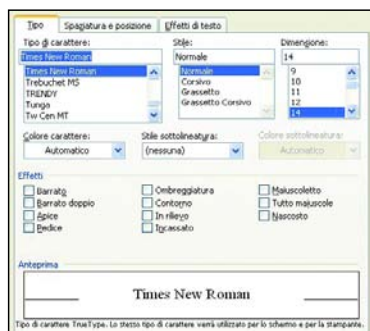 Tipo Spaziatura e posizione Effetti di testo
Tipo di carattere: Stile: Dimensione:
Times New Roman Normale 14
Times New Roman Normale 9
Trebuchet MS Corsivo 10
TRENDY Grassetto 11
Tunga Grassetto Corsivo 12
Tw Cen MT 14
Colore carattere: Stile sottolineatura: Colore sottolineatura:
Automatico (nessuna) Automatico
Effetti
Barrato Ombreggiatura Maiuscoletto
Barrato doppio Contorno Tutto maiuscole
Apice In rilievo Nascosto
Pedice Incassato
Anteprima
Times New Roman
Tipo di carattere TrueType. Lo stesso tipo di carattere verrà utilizzato per lo schermo e per la stampante.